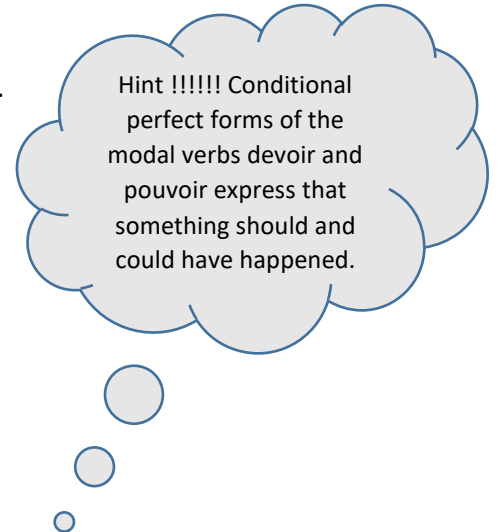 .
Hint !!!!!! Conditional
perfect forms of the
modal verbs devoir and
pouvoir express that
something should and
could have happened.